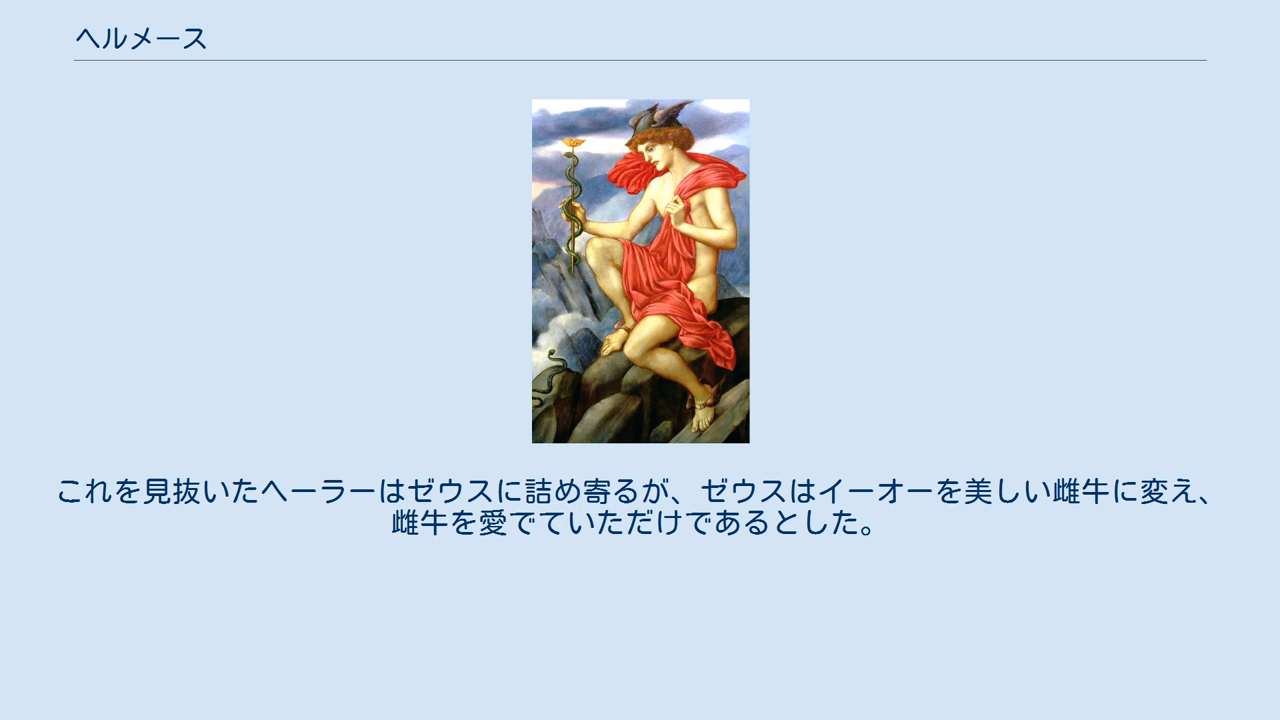 ヘルメース
これを見抜いたヘーラーはゼウスに詰め寄るが、ゼウスはイーオーを美しい雌牛に変え、
雌牛を愛でていただけであるとした。